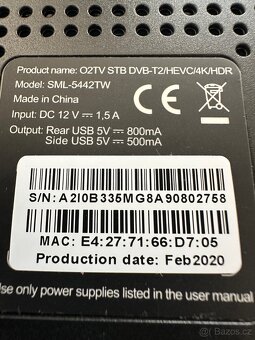 Product name: O2TV STB DVB-T2/HEVC/4K/HDR
Model: SML-5442TW
Made in China
Input: DC 12 V⎓ 1,5 A
Output: Rear USB 5V⎓ 800mA
Side USB 5V⎓ 500mA
CE
S/N: A2I0B335MG8A90802758
MAC: E4:27:71:66:D7:05
Production date: Feb2020
Use only power supplies listed in the user manual
Bazoš.cz